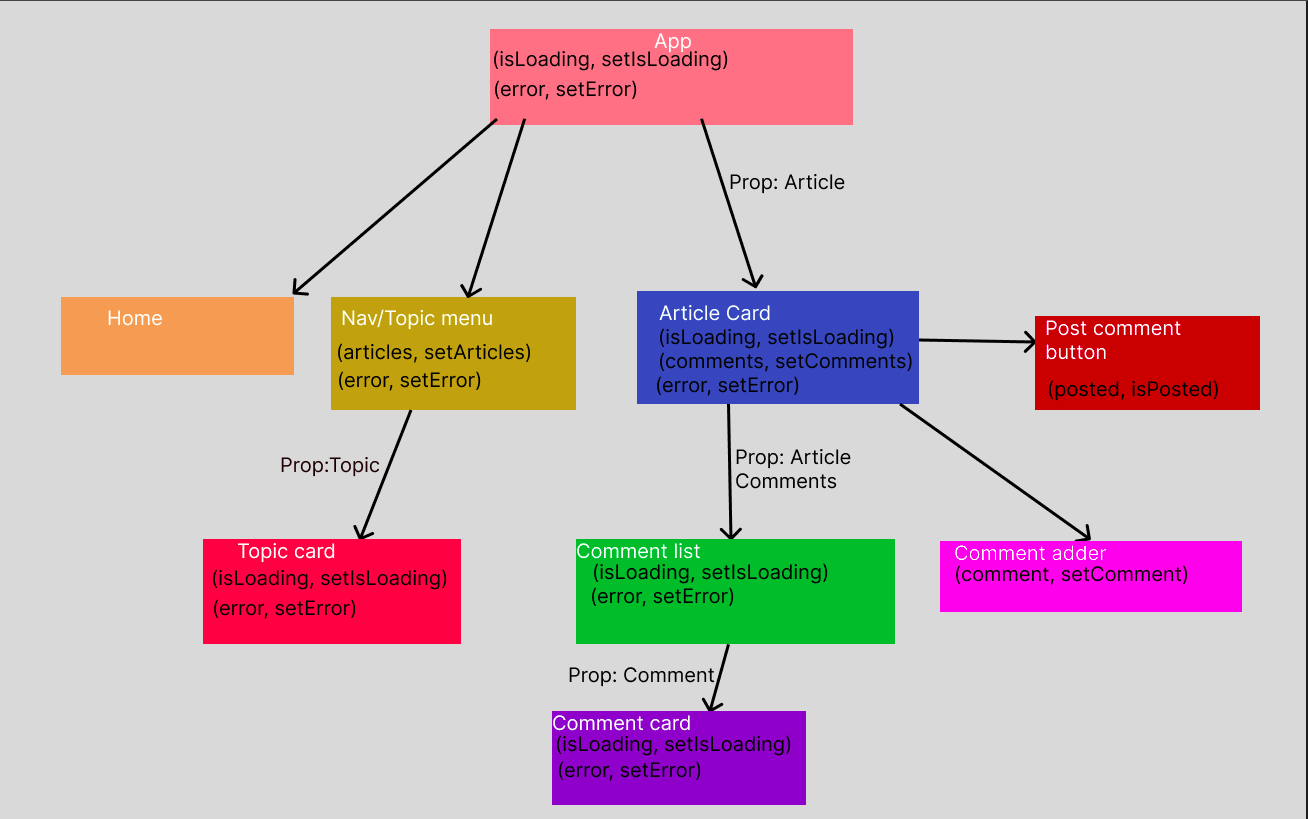 App
(isLoading, setIsLoading)
(error, setError)
Prop: Article
Home
Nav/Topic menu
(articles, setArticles)
(error, setError)
Article Card
(isLoading, setIsLoading)
(comments, setComments)
(error, setError)
Post comment
button
(posted, isPosted)
Prop:Topic
Prop: Article
Comments
Topic card
(isLoading, setIsLoading)
(error, setError)
Comment list
(isLoading, setIsLoading)
(error, setError)
Comment adder
(comment, setComment)
Prop: Comment
Comment card
(isLoading, setIsLoading)
(error, setError)